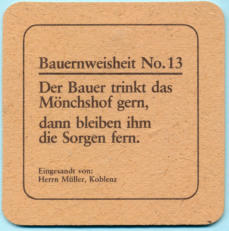 Bauernweisheit No. 13
Der Bauer trinkt das
Mönchshof gern,
dann bleiben ihm
die Sorgen fern.
Eingesandt von:
Herrn Müller, Koblenz